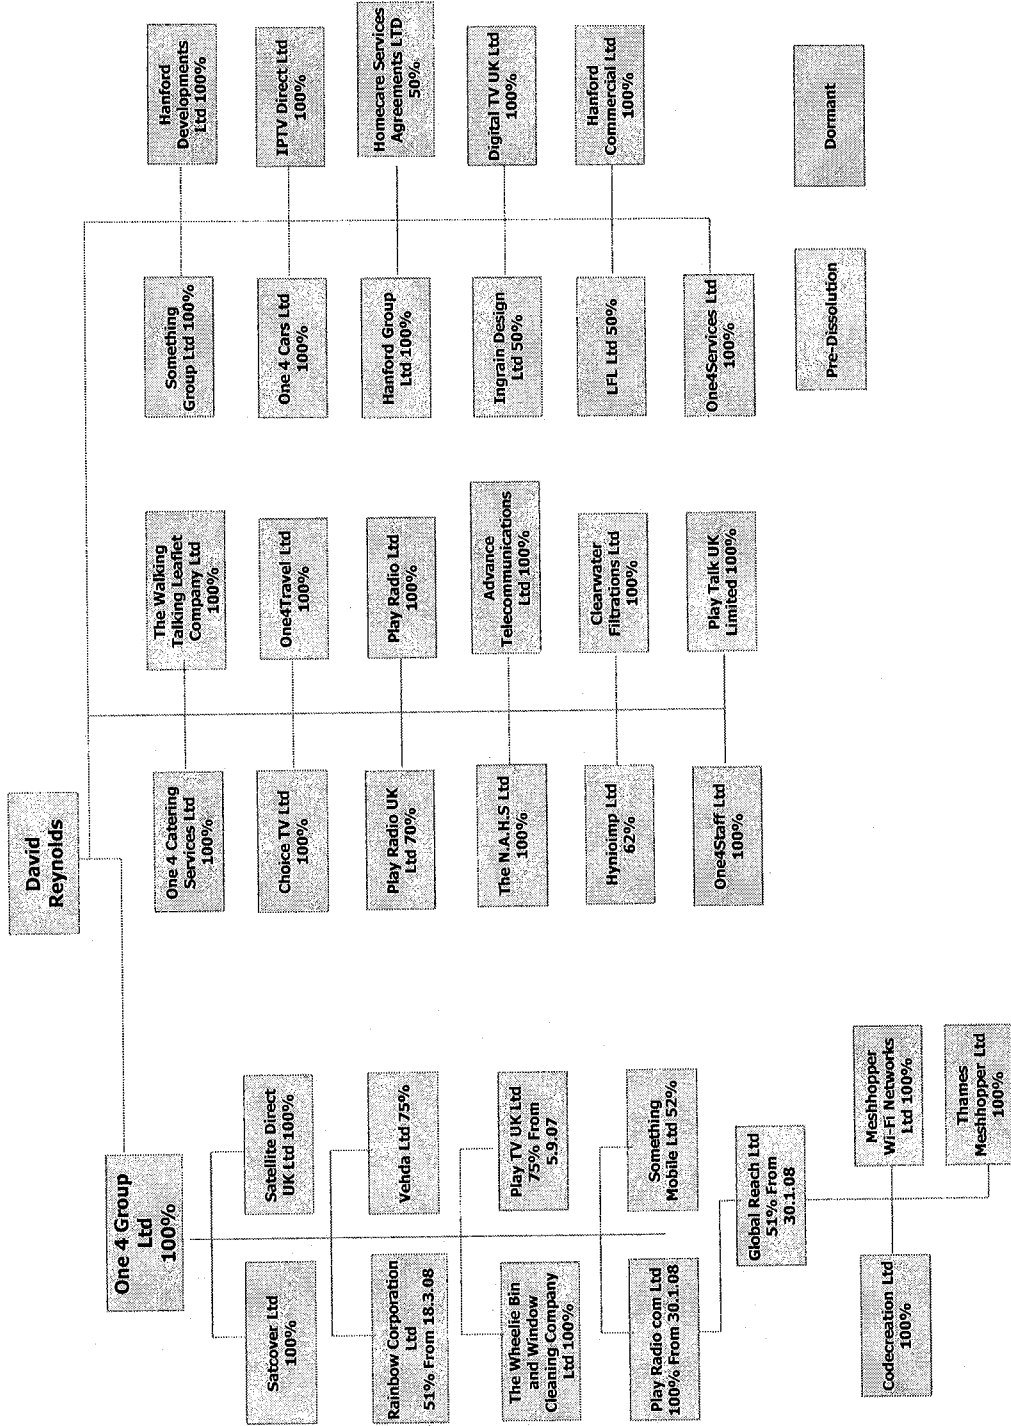 David
Reynolds
One 4 Group
Ltd
100%
Satcover Ltd
100%
Satellite Direct
UK Ltd 100%
Rainbow Corporation
Ltd
51% From 18.3.08
Vehda Ltd 75%
The Wheelie Bin
and Window
Cleaning Company
Ltd 100%
Play TV UK Ltd
75% From
5.9.07
Play Radio com Ltd
100% From 30.1.08
Something
Mobile Ltd 52%
Global Reach Ltd
51% From
30.1.08
Codecreation Ltd
100%
Meshhopper
Wi-Fi Networks
Ltd 100%
Thames
Meshhopper Ltd
100%
One 4 Catering
Services Ltd
100%
The Walking
Talking Leaflet
Company Ltd
100%
Choice TV Ltd
100%
One4Travel Ltd
100%
Play Radio UK
Ltd 70%
Play Radio Ltd
100%
The N.A.H.S Ltd
100%
Advance
Telecommunications
Ltd 100%
Hynioimp Ltd
62%
Clearwater
Filtrations Ltd
100%
One4Staff Ltd
100%
Play Talk UK
Limited 100%
Something
Group Ltd 100%
Hanford
Developments
Ltd 100%
One 4 Cars Ltd
100%
IPTV Direct Ltd
100%
Hanford Group
Ltd 100%
Homecare Services
Agreements LTD
50%
Ingrain Design
Ltd 50%
Digital TV UK Ltd
100%
LFL Ltd 50%
Hanford
Commercial Ltd
100%
One4Services Ltd
100%
Pre-Dissolution
Dormant